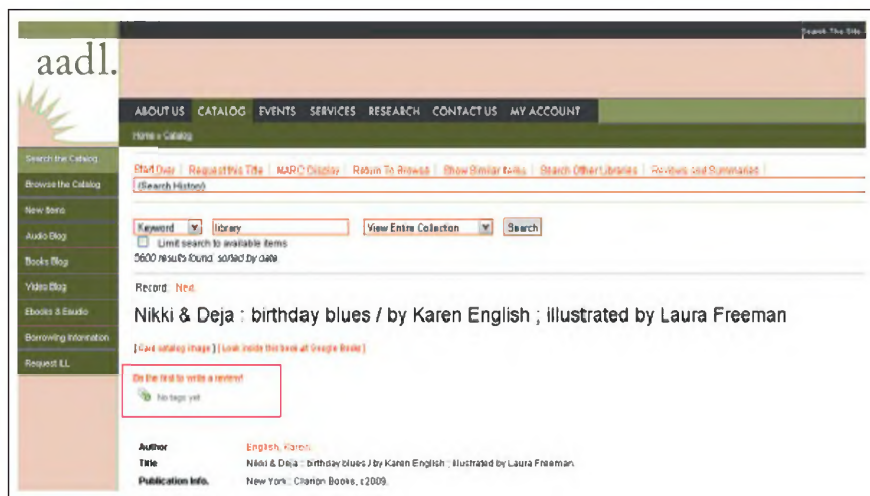 Search The Site
aadl.
ABOUT US CATALOG EVENTS SERVICES RESEARCH CONTACT US MY ACCOUNT
Home » Catalog
Search the Catalog
Browse the Catalog
New Items
Audio Blog
Books Blog
Video Blog
Ebooks & Eaudio
Borrowing Information
Request ILL
Start Over | Request this Title | MARC Display | Return To Browse | Show Similar Items | Search Other Libraries | Reviews and Summaries |
(Search History)
Keyword library View Entire Collection Search
Limit search to available items
5600 results found, sorted by date
Record: Next
Nikki & Deja : birthday blues / by Karen English ; illustrated by Laura Freeman
[ Card catalog image ] [ Look inside this book at Google Books ]
Be the first to write a review!
No tags yet
Author English, Karen.
Title Nikki & Deja : birthday blues / by Karen English ; illustrated by Laura Freeman.
Publication Info. New York : Clarion Books, c2009.